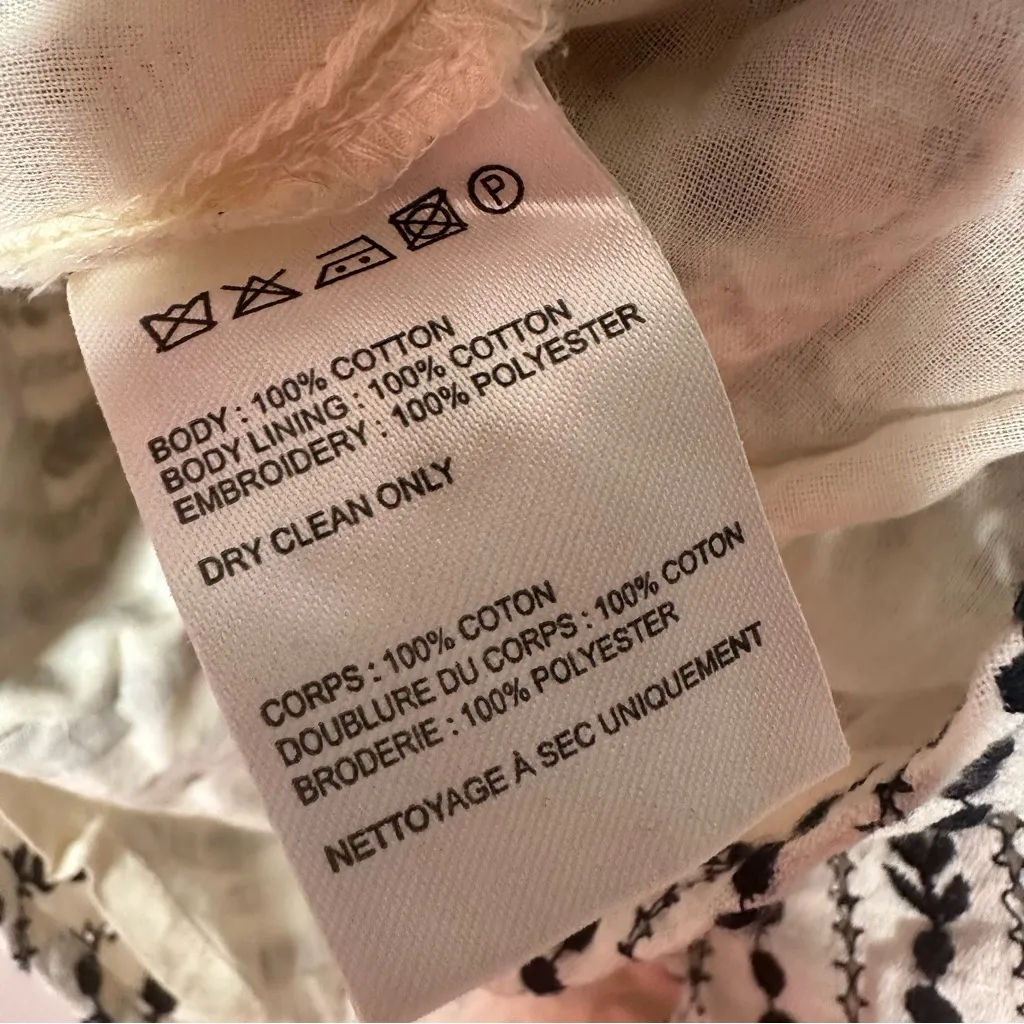 P
BODY : 100% COTTON
BODY LINING : 100% COTTON
EMBROIDERY : 100% POLYESTER
DRY CLEAN ONLY
CORPS : 100% COTON
DOUBLURE DU CORPS : 100% COTON
BRODERIE : 100% POLYESTER
NETTOYAGE À SEC UNIQUEMENT